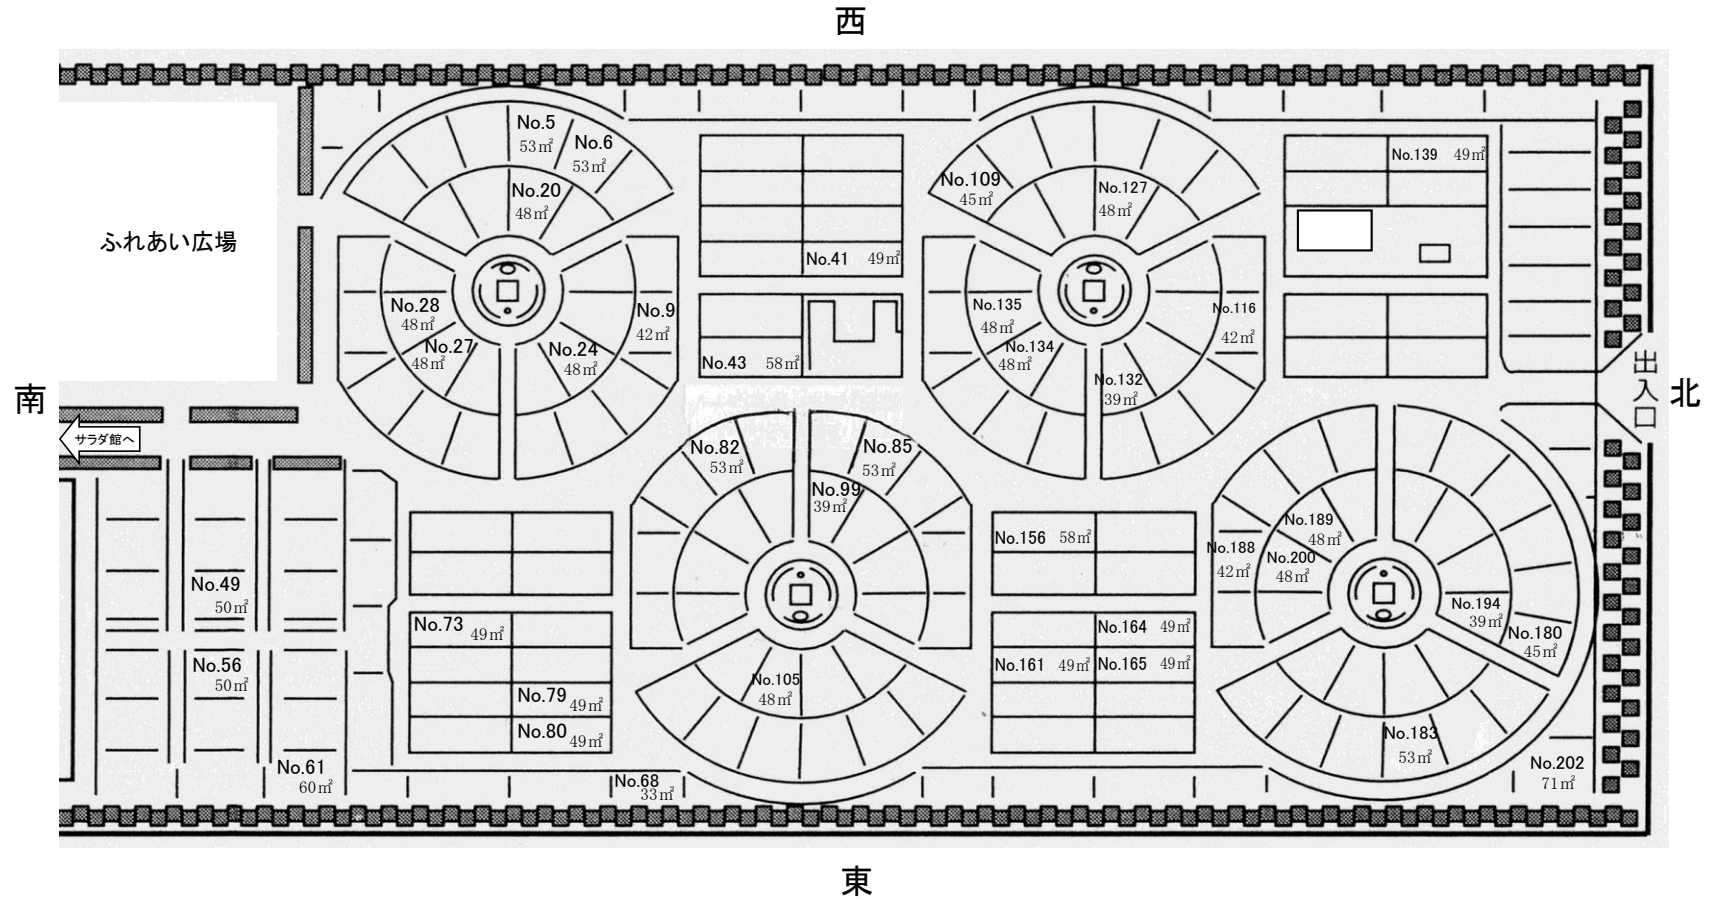 西
No.5
53㎡
No.6
53㎡
No.20
48㎡
No.28
48㎡
No.27
48㎡
No.24
48㎡
No.9
42㎡
No.41 49㎡
No.43 58㎡
No.109
45㎡
No.127
48㎡
No.135
48㎡
No.134
48㎡
No.132
39㎡
No.116
42㎡
No.139 49㎡
ふれあい広場
南
北
出入口
サラダ館へ
No.82
53㎡
No.85
53㎡
No.99
39㎡
No.105
48㎡
No.49
50㎡
No.56
50㎡
No.61
60㎡
No.73 49㎡
No.79 49㎡
No.80 49㎡
No.68
33㎡
No.156 58㎡
No.164 49㎡
No.161 49㎡
No.165 49㎡
No.188
42㎡
No.189
48㎡
No.200
48㎡
No.194
39㎡
No.180
45㎡
No.183
53㎡
No.202
71㎡
東